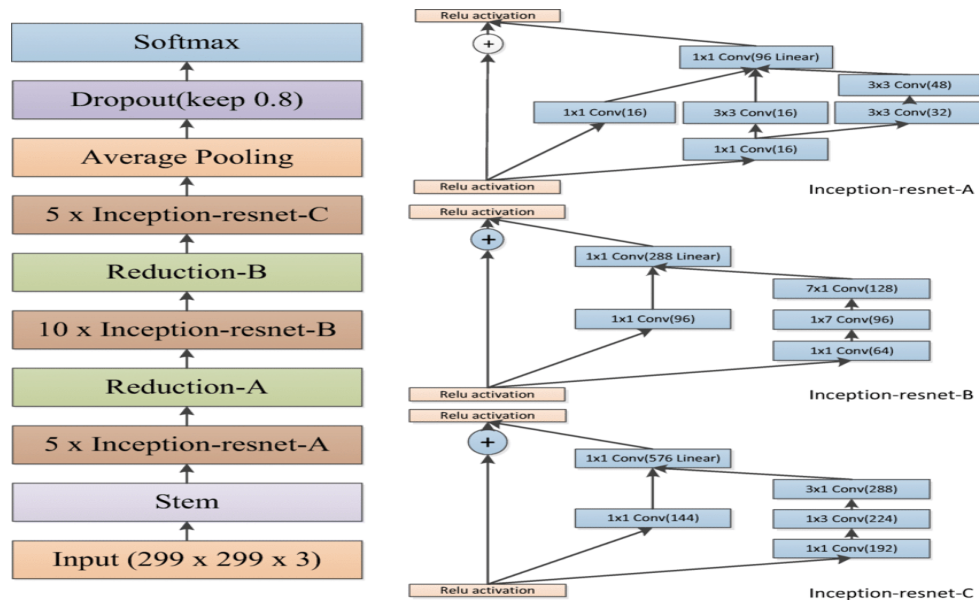 Softmax
Dropout(keep 0.8)
Average Pooling
5 x Inception-resnet-C
Reduction-B
10 x Inception-resnet-B
Reduction-A
5 x Inception-resnet-A
Stem
Input (299 x 299 x 3)
Relu activation
+
1x1 Conv(96 Linear)
3x3 Conv(48)
1x1 Conv(16)
3x3 Conv(16)
3x3 Conv(32)
1x1 Conv(16)
Relu activation
Inception-resnet-A
Relu activation
+
1x1 Conv(288 Linear)
7x1 Conv(128)
1x1 Conv(96)
1x7 Conv(96)
1x1 Conv(64)
Relu activation
Inception-resnet-B
Relu activation
+
1x1 Conv(576 Linear)
3x1 Conv(288)
1x1 Conv(144)
1x3 Conv(224)
1x1 Conv(192)
Relu activation
Inception-resnet-C